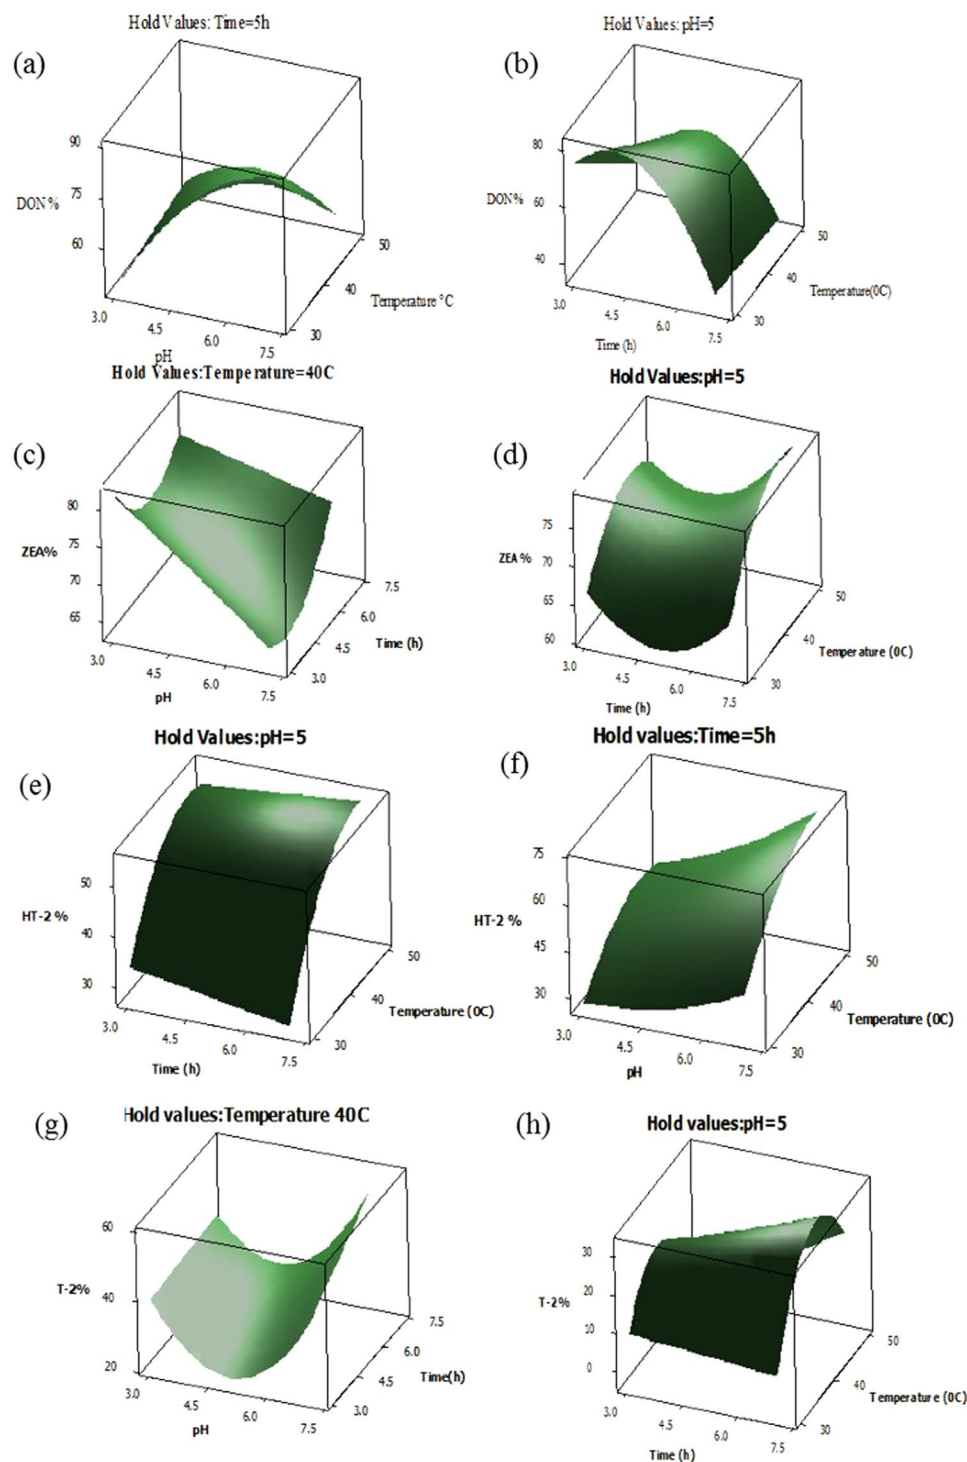 Hold Values: Time=5h
(a)
90
75
60
DON %
3.0
4.5
6.0
7.5
pH
30
40
50
Temperature °C
Hold Values: pH=5
(b)
80
60
40
DON%
3.0
4.5
6.0
7.5
Time (h)
30
40
50
Temperature(0C)
Hold Values:Temperature=40C
(c)
80
75
70
65
ZEA%
3.0
4.5
6.0
7.5
pH
3.0
4.5
6.0
7.5
Time (h)
Hold Values:pH=5
(d)
75
70
65
60
ZEA %
3.0
4.5
6.0
7.5
Time (h)
30
40
50
Temperature (0C)
Hold Values:pH=5
(e)
50
40
30
HT-2 %
3.0
4.5
6.0
7.5
Time (h)
30
40
50
Temperature (0C)
Hold values:Time=5h
(f)
75
60
45
30
HT-2 %
3.0
4.5
6.0
7.5
pH
30
40
50
Temperature (0C)
Hold values:Temperature 40C
(g)
60
40
20
T-2%
3.0
4.5
6.0
7.5
pH
3.0
4.5
6.0
7.5
Time(h)
Hold values:pH=5
(h)
30
20
10
0
T-2%
3.0
4.5
6.0
7.5
Time (h)
30
40
50
Temperature (0C)